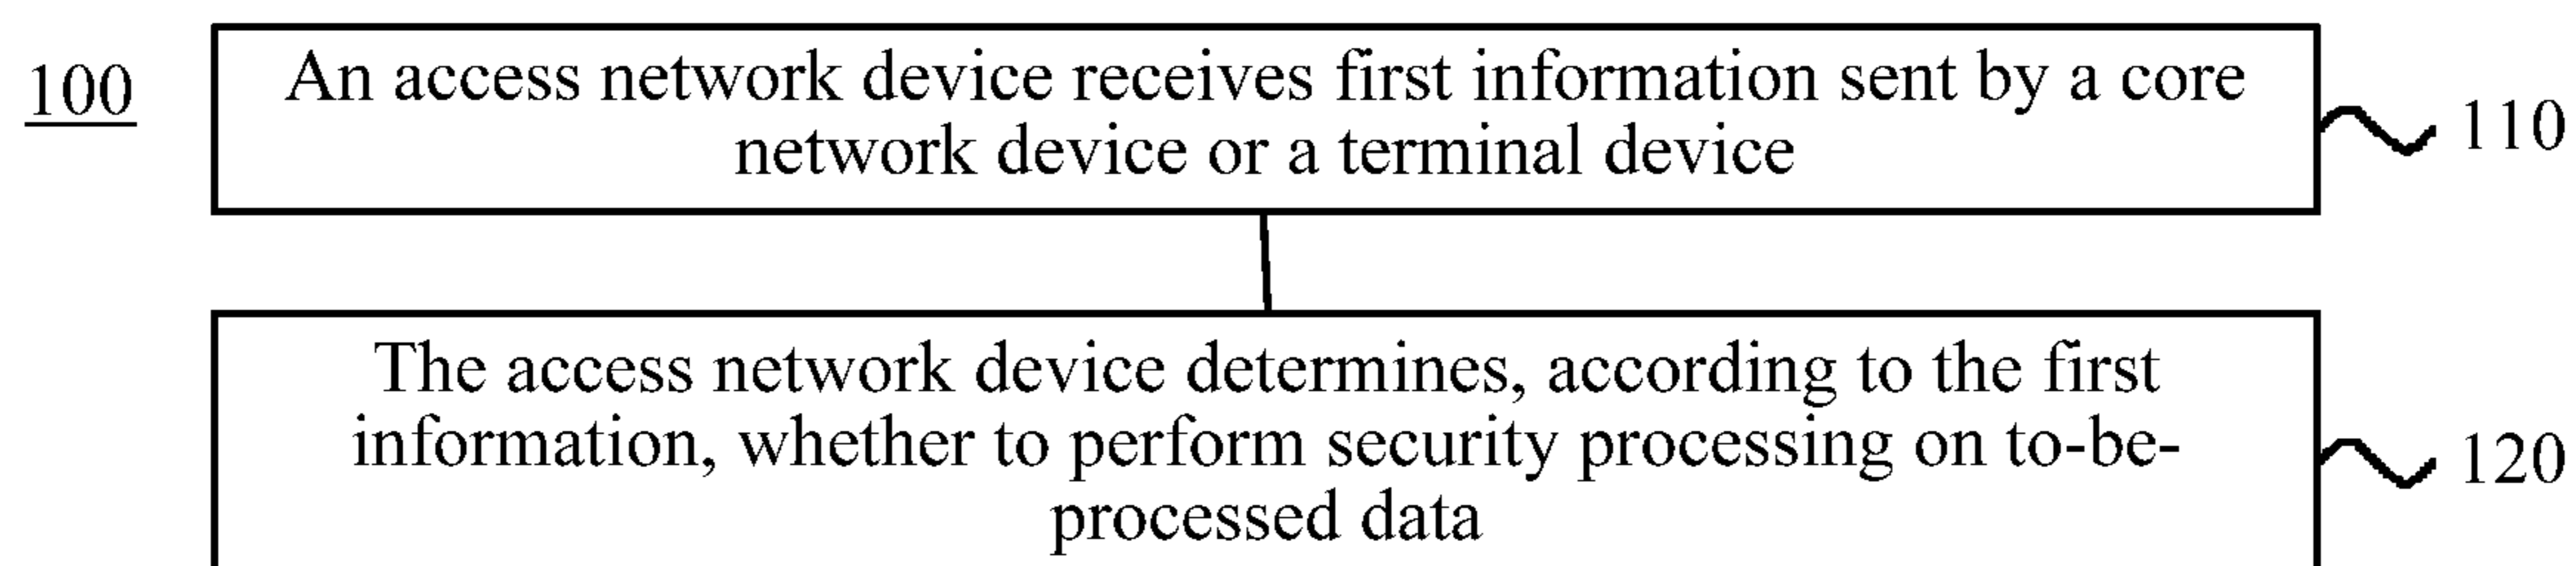 100
An access network device receives first information sent by a core
network device or a terminal device
110
The access network device determines, according to the first
information, whether to perform security processing on to-be-
processed data
120